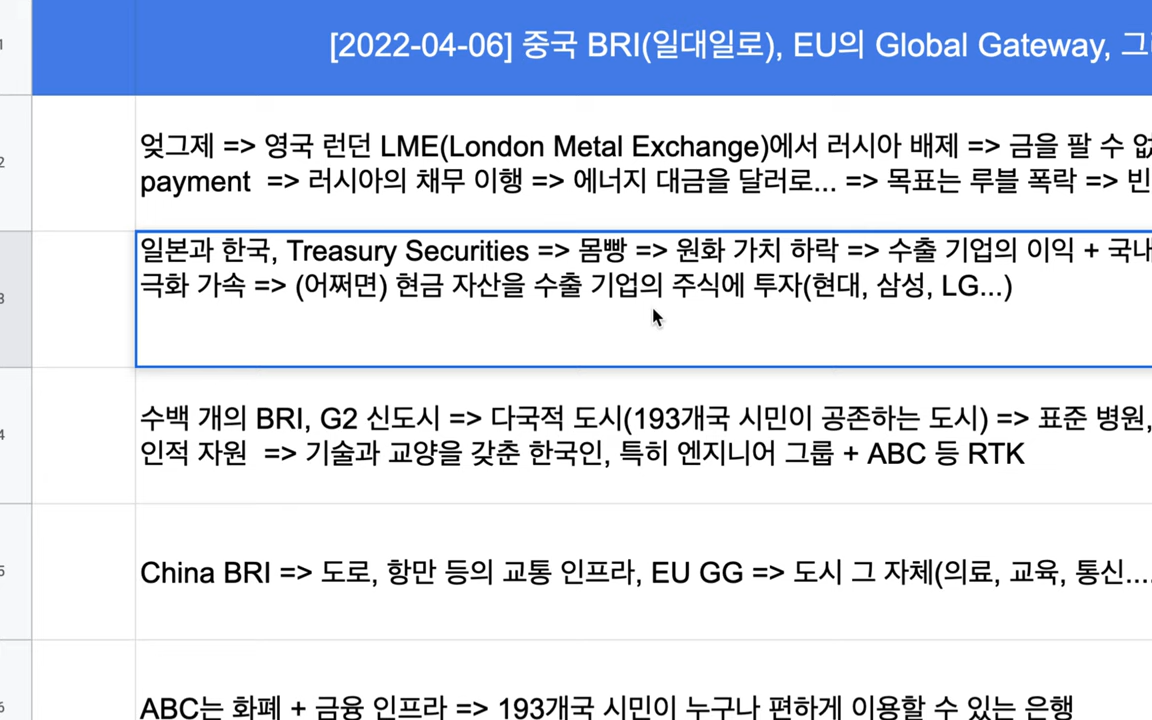 1
[2022-04-06] 중국 BRI(일대일로), EU의 Global Gateway,
2
엊그제 => 영국 런던 LME(London Metal Exchange)에서 러시아 배제 => 금을 팔 수
payment => 러시아의 채무 이행 => 에너지 대금을 달러로... => 목표는 루블 폭락 => 빈
3
일본과 한국, Treasury Securities => 몸빵 => 원화 가치 하락 => 수출 기업의 이익 + 국내
극화 가속 => (어쩌면) 현금 자산을 수출 기업의 주식에 투자(현대, 삼성, LG...)
4
수백 개의 BRI, G2 신도시 => 다국적 도시(193개국 시민이 공존하는 도시) => 표준 병원,
인적 자원 => 기술과 교양을 갖춘 한국인, 특히 엔지니어 그룹 + ABC 등 RTK
5
China BRI => 도로, 항만 등의 교통 인프라, EU GG => 도시 그 자체(의료, 교육, 통신...
6
ABC는 화폐 + 금융 인프라 => 193개국 시민이 누구나 편하게 이용할 수 있는 은행